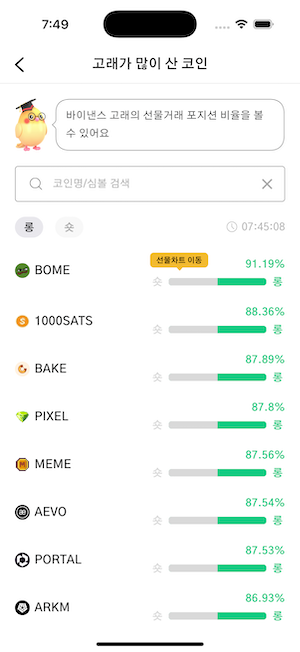 7:49
고래가 많이 산 코인
바이낸스 고래의 선물거래 포지션 비율을 볼
수 있어요
코인명/심볼 검색
롱 숏 07:45:08
선물차트 이동 91.19%
BOME 숏 롱
88.36%
1000SATS 숏 롱
87.89%
BAKE 숏 롱
87.8%
PIXEL 숏 롱
87.56%
MEME 숏 롱
87.54%
AEVO 숏 롱
87.53%
PORTAL 숏 롱
86.93%
ARKM 숏 롱